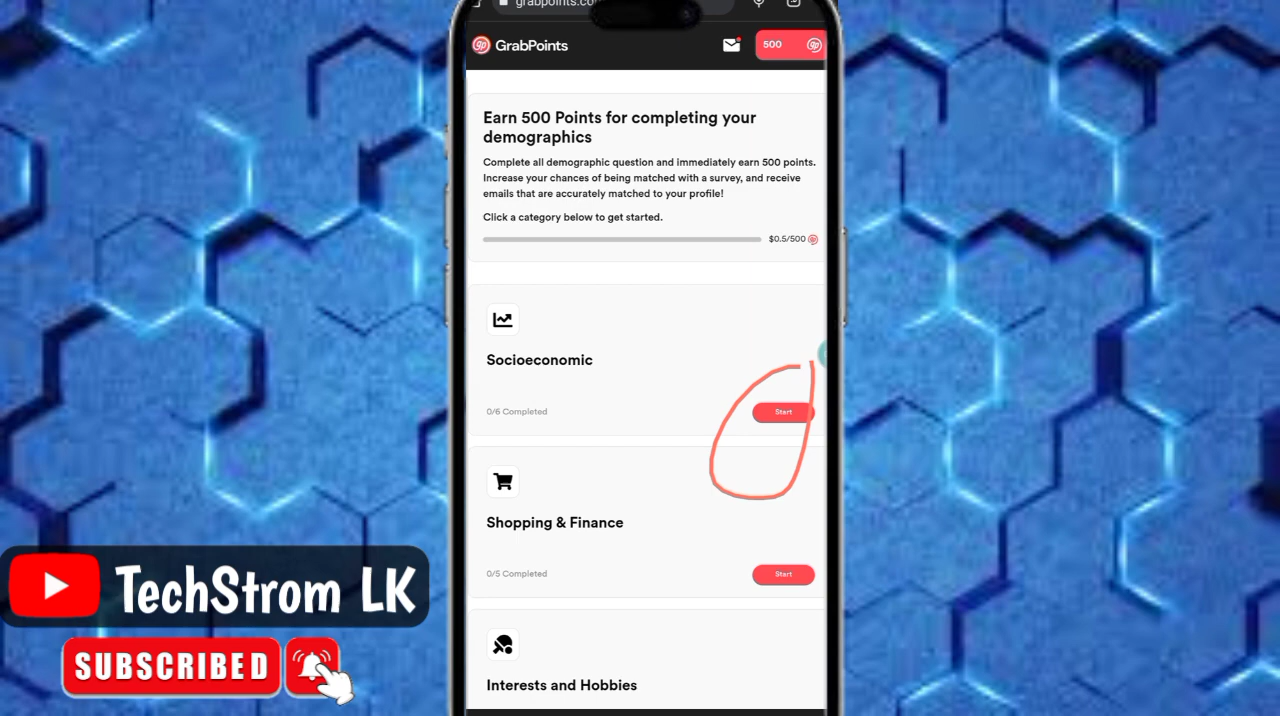 grabpoints.co
GrabPoints
500
Earn 500 Points for completing your
demographics
Complete all demographic question and immediately earn 500 points.
Increase your chances of being matched with a survey, and receive
emails that are accurately matched to your profile!
Click a category below to get started.
$0.5/500
Socioeconomic
0/6 Completed
Start
Shopping & Finance
0/5 Completed
Start
Interests and Hobbies
TechStrom LK
SUBSCRIBED